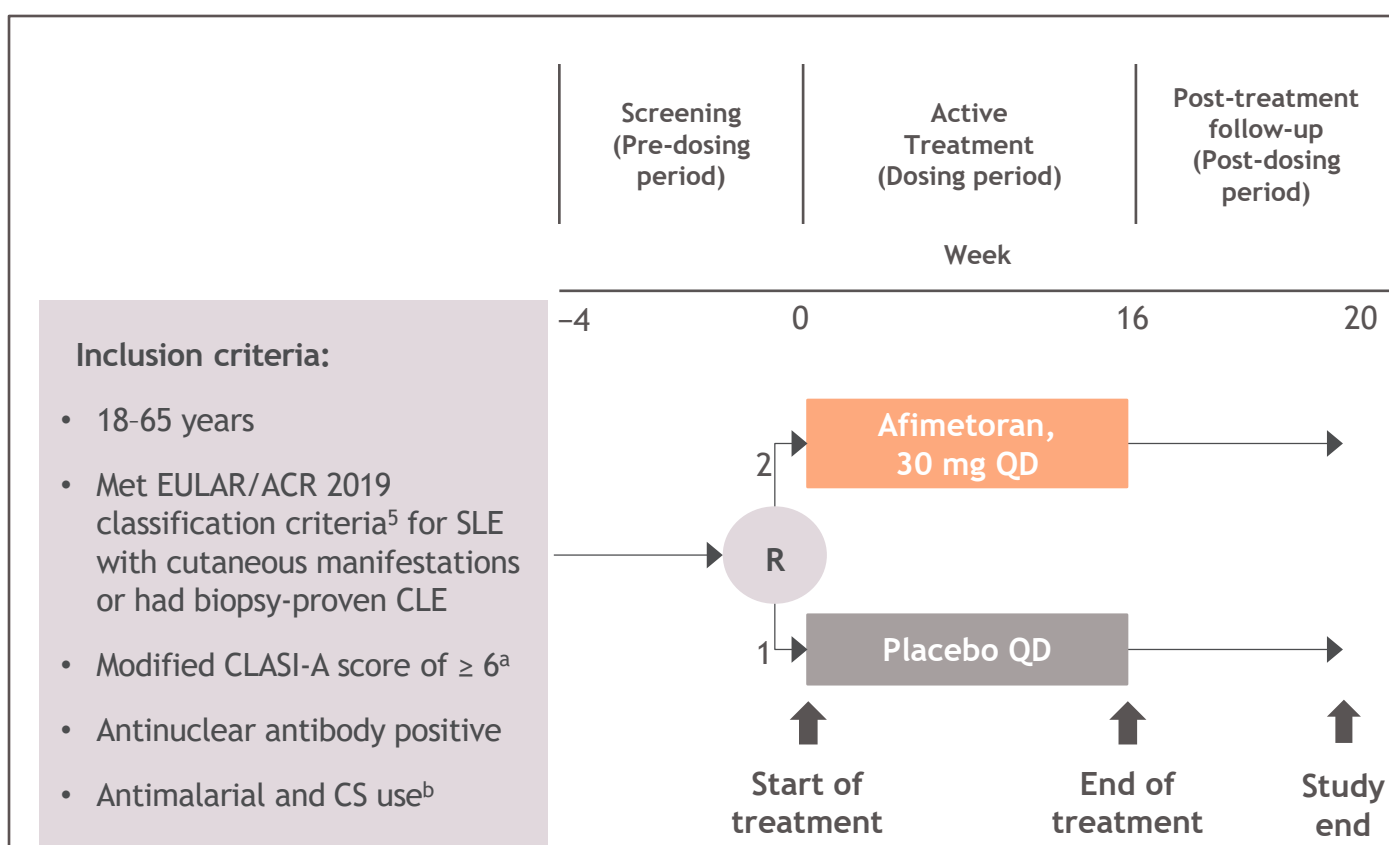 Screening
(Pre-dosing
period)
Active
Treatment
(Dosing period)
Post-treatment
follow-up
(Post-dosing
period)
Week
−4
0
16
20
Inclusion criteria:
• 18–65 years
• Met EULAR/ACR 2019
classification criteria⁵ for SLE
with cutaneous manifestations
or had biopsy-proven CLE
• Modified CLASI-A score of ≥ 6ᵃ
• Antinuclear antibody positive
• Antimalarial and CS useᵇ
R
2
Afimetoran,
30 mg QD
1
Placebo QD
Start of
treatment
End of
treatment
Study
end